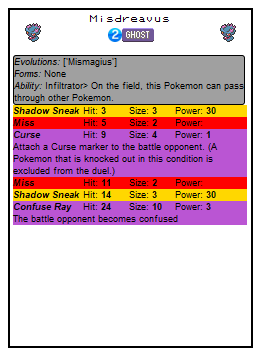 Misdreavus
2 GHOST
Evolutions: ['Mismagius']
Forms: None
Ability: Infiltrator> On the field, this Pokemon can pass
through other Pokemon.
Shadow Sneak Hit: 3 Size: 3 Power: 30
Miss Hit: 5 Size: 2 Power:
Curse Hit: 9 Size: 4 Power: 1
Attach a Curse marker to the battle opponent. (A
Pokemon that is knocked out in this condition is
excluded from the duel.)
Miss Hit: 11 Size: 2 Power:
Shadow Sneak Hit: 14 Size: 3 Power: 30
Confuse Ray Hit: 24 Size: 10 Power: 3
The battle opponent becomes confused